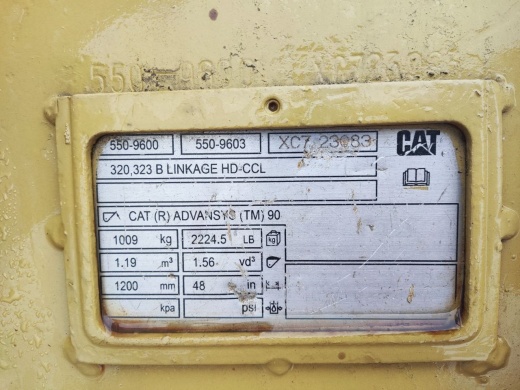 550-9600 550-9603 XC7 23083 CAT
320,323 B LINKAGE HD-CCL
CAT (R) ADVANSYS (TM) 90
1009 kg 2224.5 LB kg
1.19 m³ 1.56 yd³
1200 mm 48 in
kpa psi